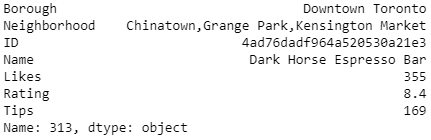 Borough Downtown Toronto
Neighborhood Chinatown,Grange Park,Kensington Market
ID 4ad76dadf964a520530a21e3
Name Dark Horse Espresso Bar
Likes 355
Rating 8.4
Tips 169
Name: 313, dtype: object